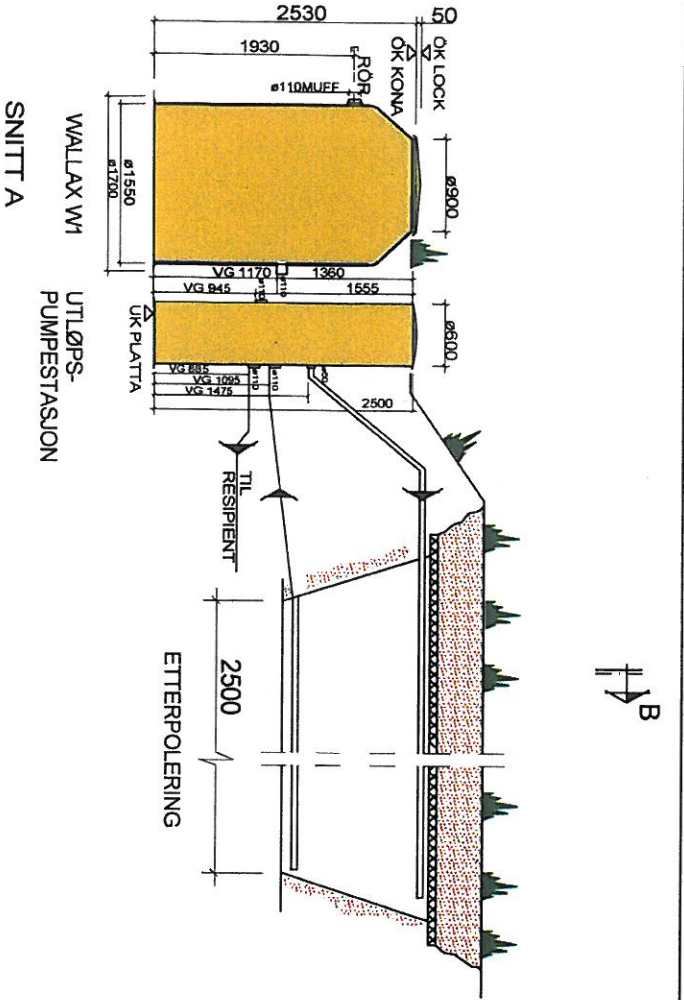 2530
50
1930
RÖR
ø110MUFF
ÖK LOCK
ÖK KONA
ø900
ø1550
ø1700
WALLAX W1
SNITT A
VG 1170
1360
ø110
VG 945
1555
ø600
UK PLATTA
UTLØPS-
PUMPESTASJON
VG 685
VG 1095
VG 1475
ø110
ø110
2500
TIL
RESIPIENT
2500
ETTERPOLERING
B